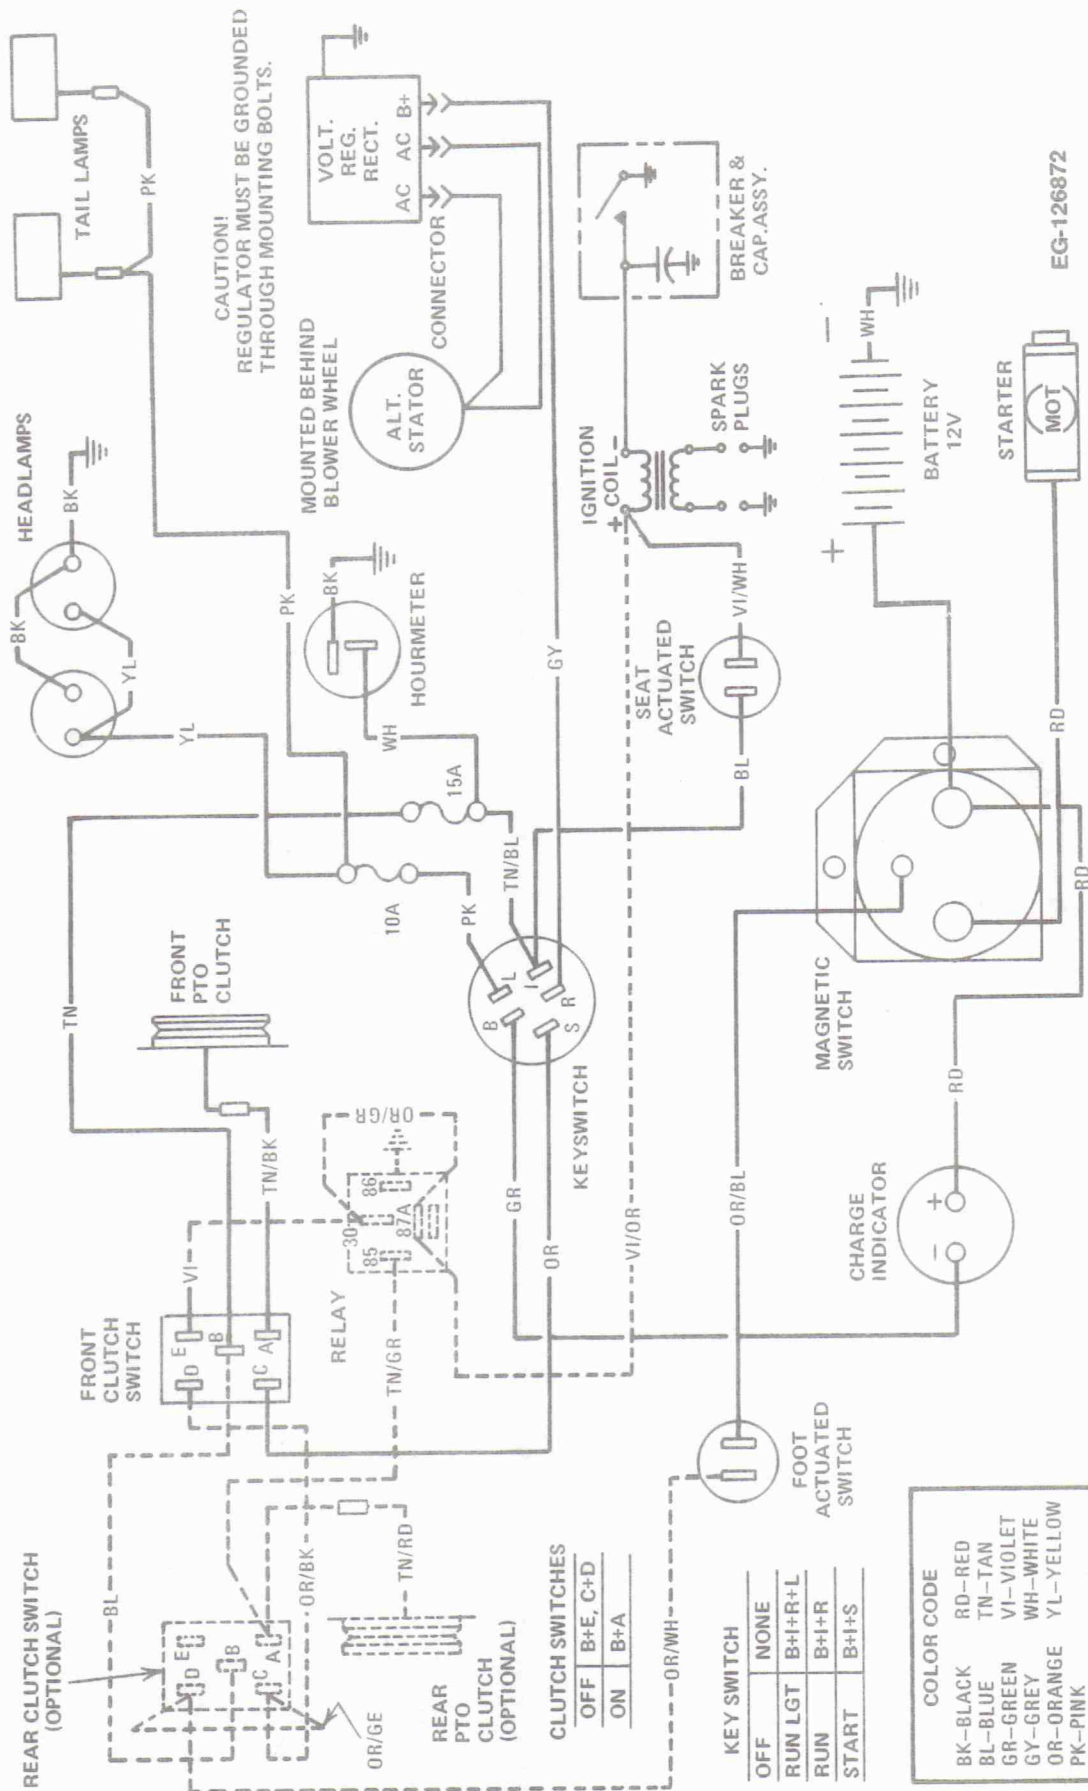 TAIL LAMPS
PK
CAUTION!
REGULATOR MUST BE GROUNDED
THROUGH MOUNTING BOLTS.
VOLT.
REG.
RECT.
AC
AC
B+
CONNECTOR
MOUNTED BEHIND
BLOWER WHEEL
ALT.
STATOR
HEADLAMPS
BK
BK
YL
YL
PK
HOURMETER
BK
WH
15A
10A
PK
TN/BL
GY
BREAKER &
CAP. ASSY.
IGNITION
COIL
+
-
SPARK
PLUGS
SEAT
ACTUATED
SWITCH
VI/WH
BL
BATTERY
12V
+
-
WH
STARTER
MOT
EG-126872
RD
RD
MAGNETIC
SWITCH
RD
CHARGE
INDICATOR
-
+
OR/BL
VI/OR
KEYSWITCH
B
L
I
R
S
GR
OR
TN
FRONT
PTO
CLUTCH
TN/BK
FRONT
CLUTCH
SWITCH
D
E
B
C
A
VI
RELAY
30
85
86
87A
OR/GR
TN/GR
FOOT
ACTUATED
SWITCH
OR/WH
REAR CLUTCH SWITCH
(OPTIONAL)
BL
D
E
B
C
A
OR/BK
OR/GE
TN/RD
REAR
PTO
CLUTCH
(OPTIONAL)
CLUTCH SWITCHES
OFF B+E, C+D
ON B+A
KEY SWITCH
OFF NONE
RUN LGT B+I+R+L
RUN B+I+R
START B+I+S
COLOR CODE
BK-BLACK RD-RED
BL-BLUE TN-TAN
GR-GREEN VI-VIOLET
GY-GREY WH-WHITE
OR-ORANGE YL-YELLOW
PK-PINK